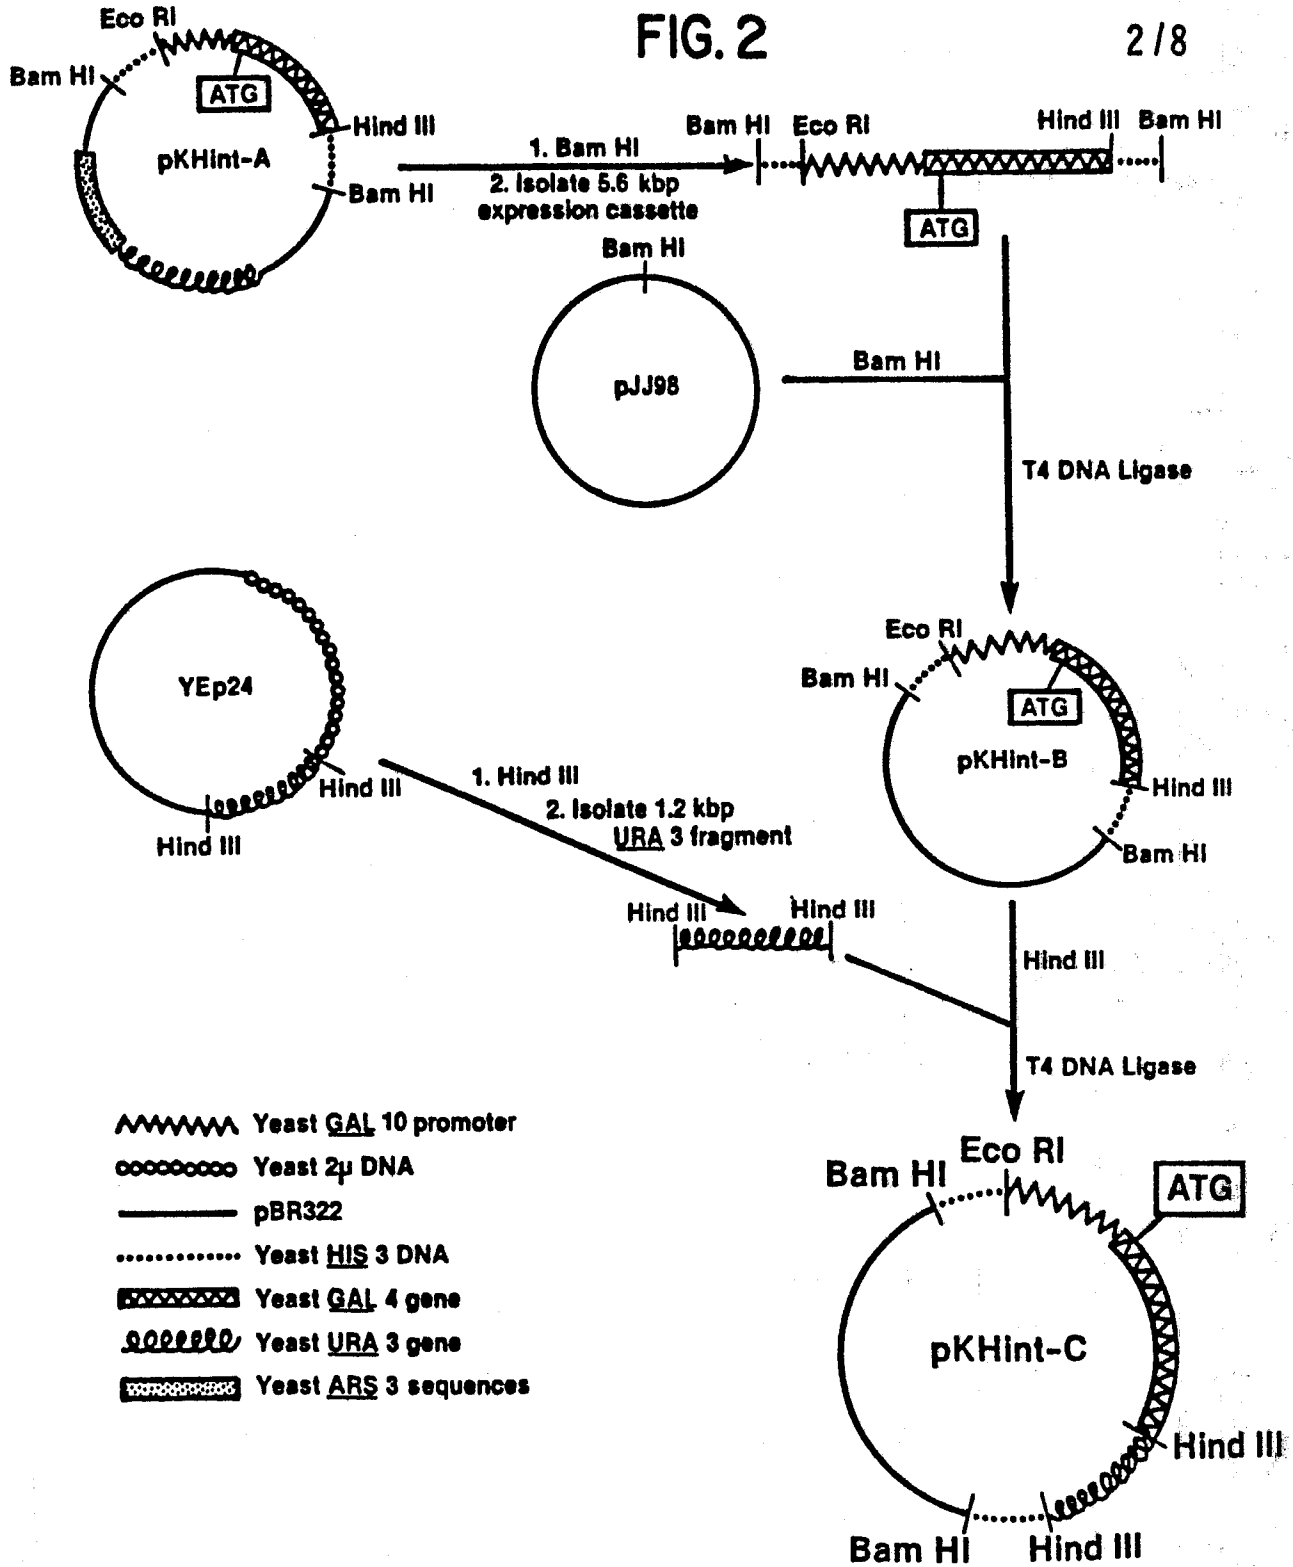 FIG. 2
2/8
Eco RI
Bam HI
ATG
Hind III
pKHint-A
Bam HI
1. Bam HI
2. Isolate 5.6 kbp
expression cassette
Bam HI
Eco RI
Hind III
Bam HI
ATG
Bam HI
pJJ98
Bam HI
T4 DNA Ligase
YEp24
Hind III
Hind III
1. Hind III
2. Isolate 1.2 kbp
URA 3 fragment
Eco RI
Bam HI
ATG
pKHint-B
Hind III
Bam HI
Hind III
Hind III
Hind III
T4 DNA Ligase
Yeast GAL 10 promoter
Yeast 2μ DNA
pBR322
Yeast HIS 3 DNA
Yeast GAL 4 gene
Yeast URA 3 gene
Yeast ARS 3 sequences
Eco RI
Bam HI
ATG
pKHint-C
Hind III
Bam HI
Hind III